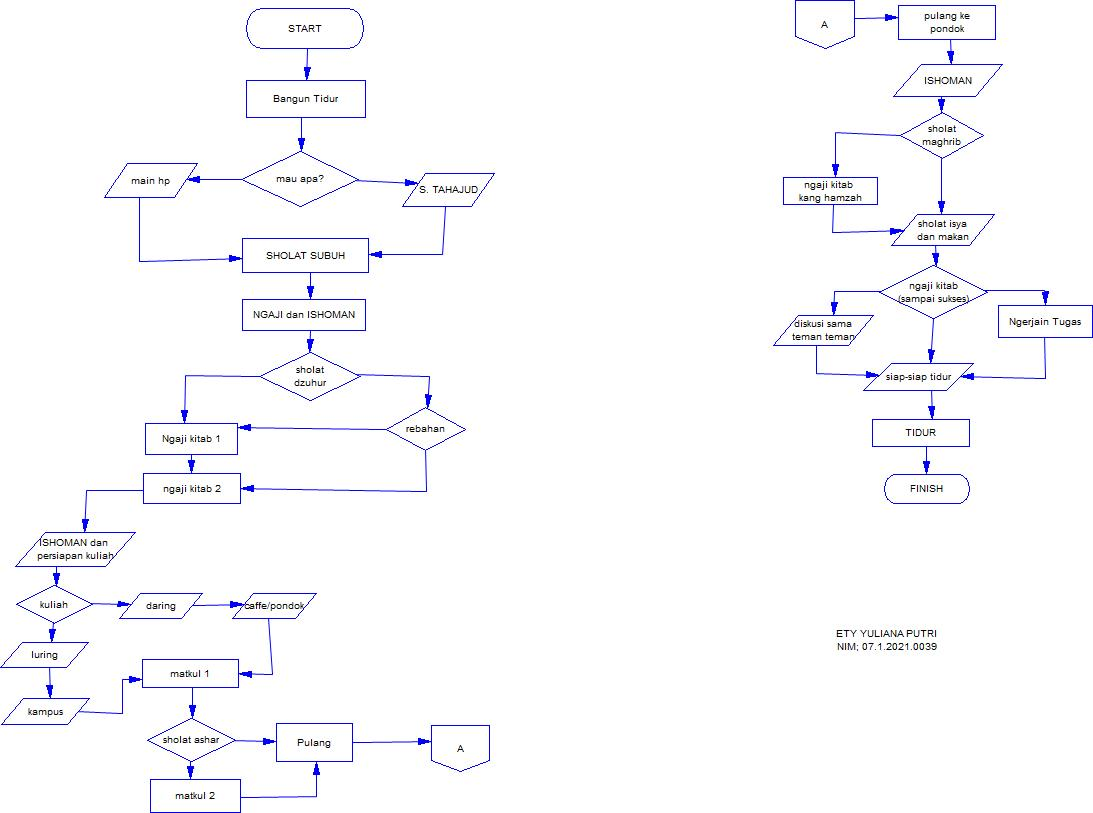 START
Bangun Tidur
mau apa?
main hp
S. TAHAJUD
SHOLAT SUBUH
NGAJI dan ISHOMAN
sholat
dzuhur
rebahan
Ngaji kitab 1
ngaji kitab 2
ISHOMAN dan
persiapan kuliah
kuliah
daring
caffe/pondok
luring
kampus
matkul 1
sholat ashar
Pulang
A
matkul 2
A
pulang ke
pondok
ISHOMAN
sholat
maghrib
ngaji kitab
kang hamzah
sholat isya
dan makan
ngaji kitab
(sampai sukses)
diskusi sama
teman teman
Ngerjain Tugas
siap-siap tidur
TIDUR
FINISH
ETY YULIANA PUTRI
NIM; 07.1.2021.0039